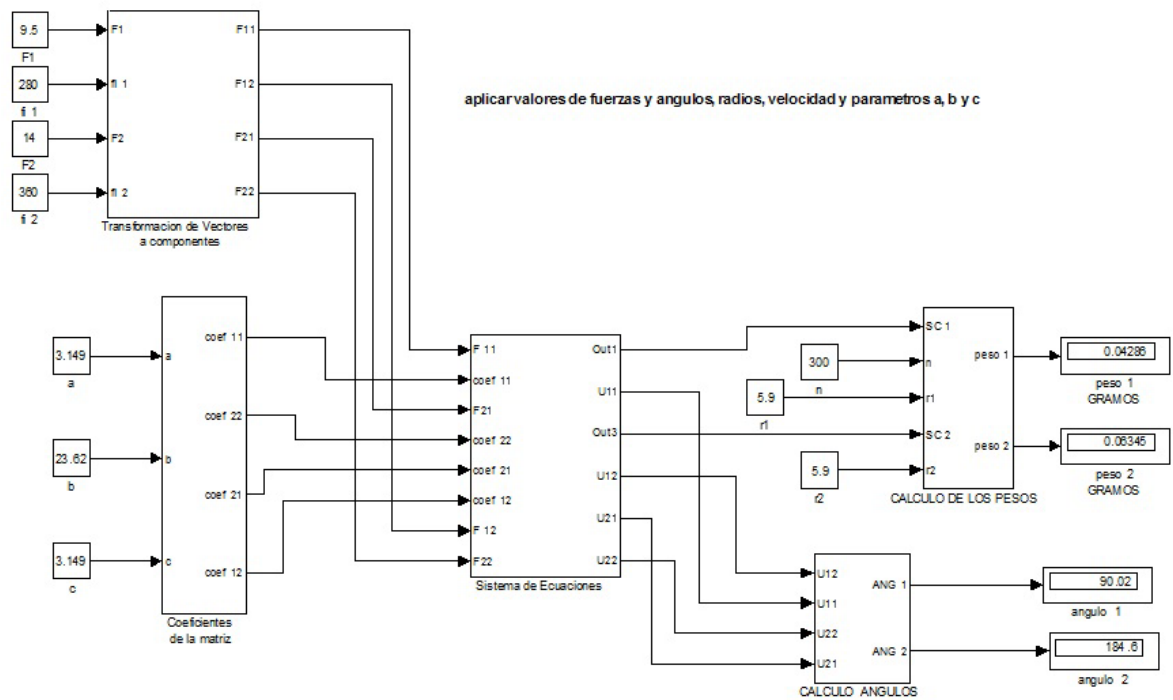 9.5
F1
280
fi 1
14
F2
360
fi 2
F1
fi 1
F2
fi 2
F11
F12
F21
F22
Transformacion de Vectores
a componentes
aplicar valores de fuerzas y angulos, radios, velocidad y parametros a, b y c
3.149
a
23.62
b
3.149
c
a
b
c
coef 11
coef 22
coef 21
coef 12
Coeficientes
de la matriz
F 11
coef 11
F21
coef 22
coef 21
coef 12
F 12
F22
Out1
U11
Out3
U12
U21
U22
Sistema de Ecuaciones
300
n
5.9
r1
5.9
r2
SC 1
n
r1
SC 2
r2
peso 1
peso 2
CALCULO DE LOS PESOS
0.04286
peso 1
GRAMOS
0.06345
peso 2
GRAMOS
U12
U11
U22
U21
ANG 1
ANG 2
CALCULO ANGULOS
90.02
angulo 1
184.6
angulo 2